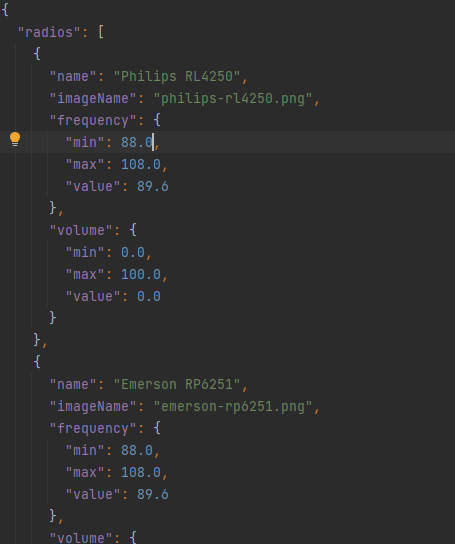 {
"radios": [
{
"name": "Philips RL4250",
"imageName": "philips-rl4250.png",
"frequency": {
"min": 88.0,
"max": 108.0,
"value": 89.6
},
"volume": {
"min": 0.0,
"max": 100.0,
"value": 0.0
}
},
{
"name": "Emerson RP6251",
"imageName": "emerson-rp6251.png",
"frequency": {
"min": 88.0,
"max": 108.0,
"value": 89.6
},
"volume": {